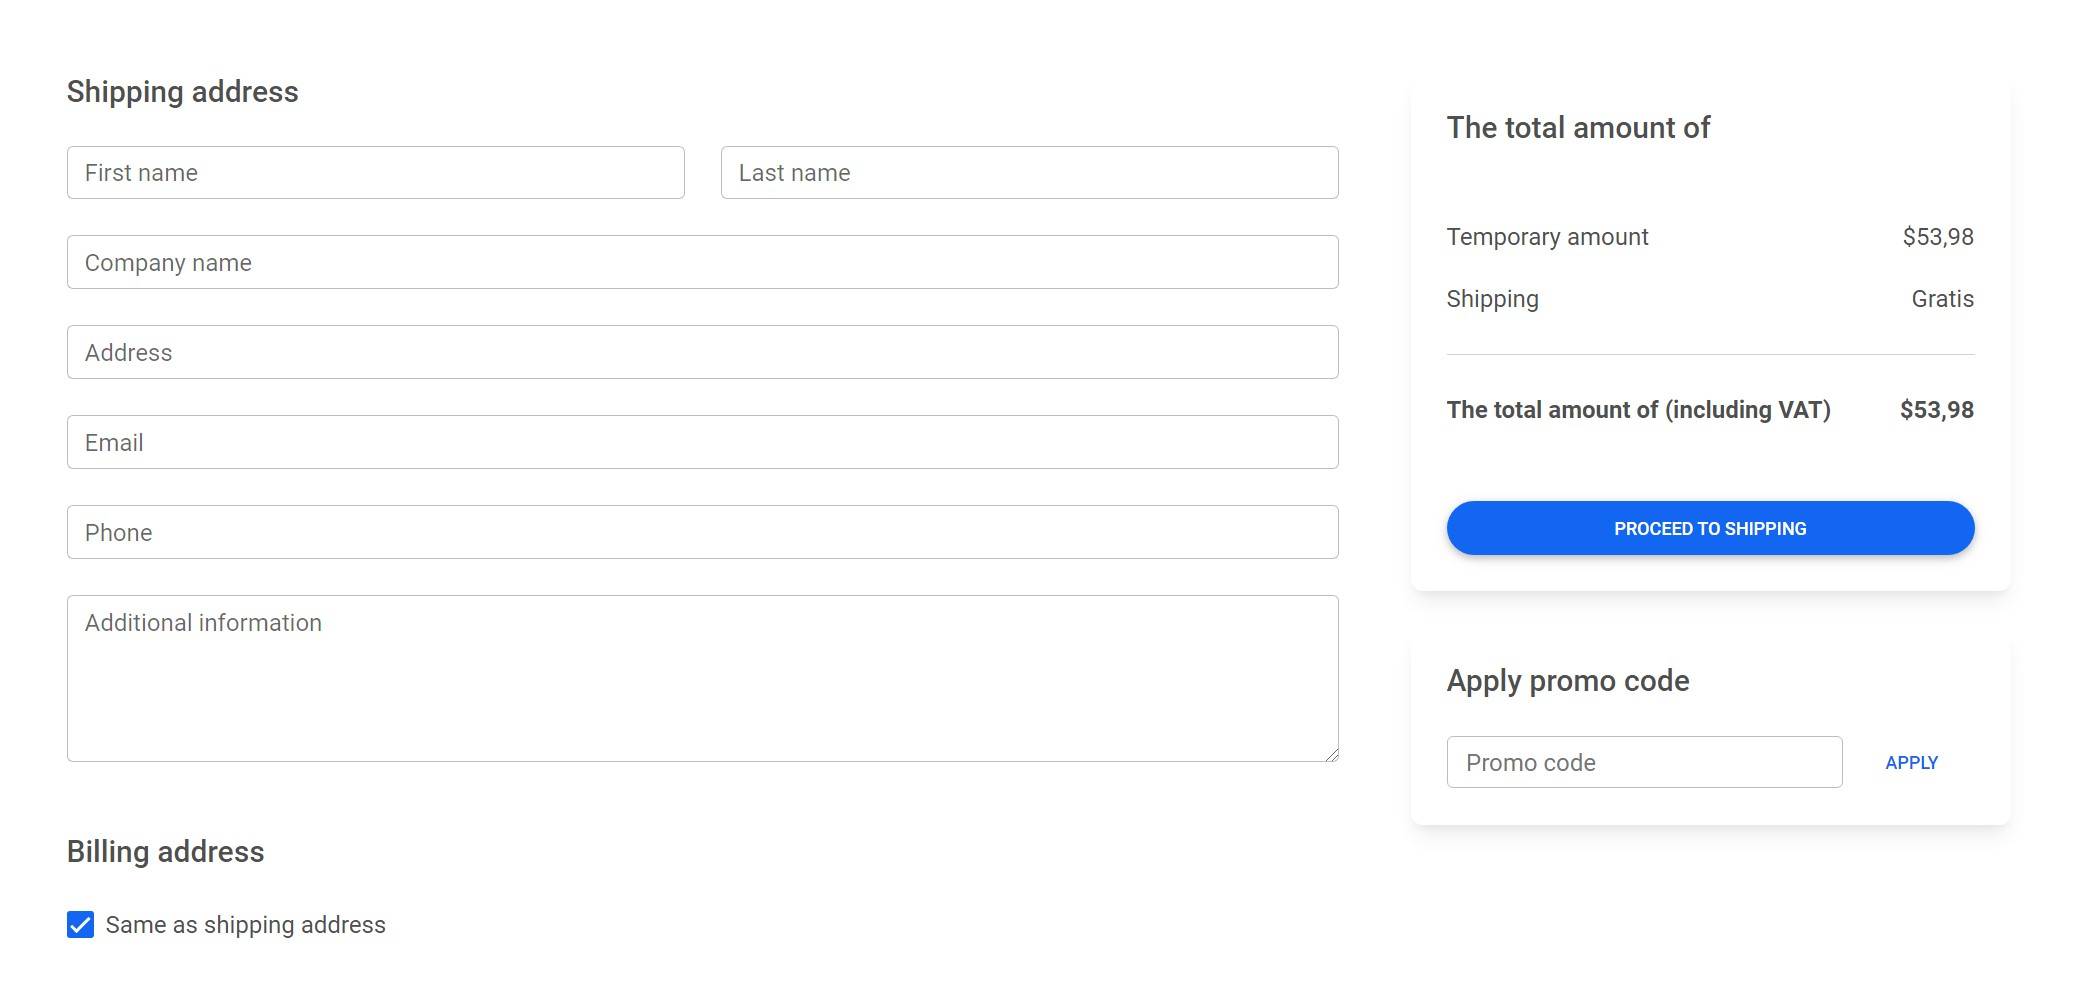 Shipping address
First name
Last name
Company name
Address
Email
Phone
Additional information
Billing address
Same as shipping address
The total amount of
Temporary amount $53,98
Shipping Gratis
The total amount of (including VAT) $53,98
PROCEED TO SHIPPING
Apply promo code
Promo code APPLY